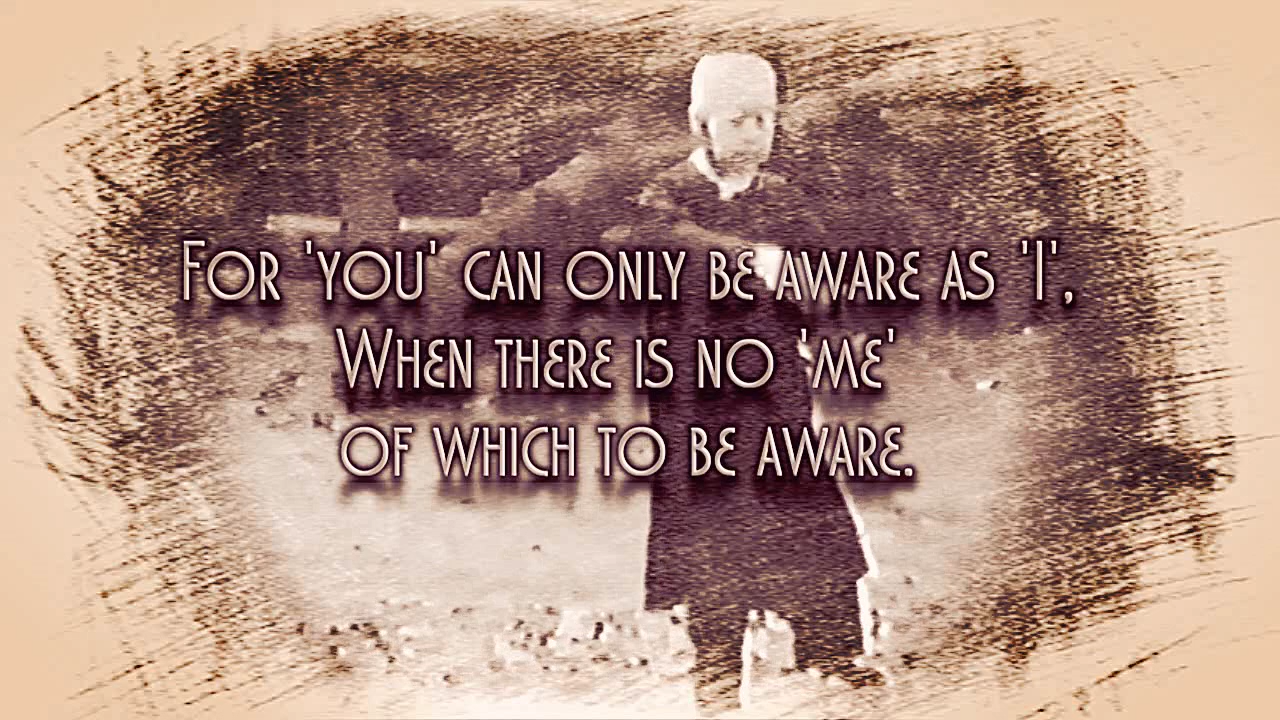 For 'you' can only be aware as 'I',
When there is no 'me'
of which to be aware.